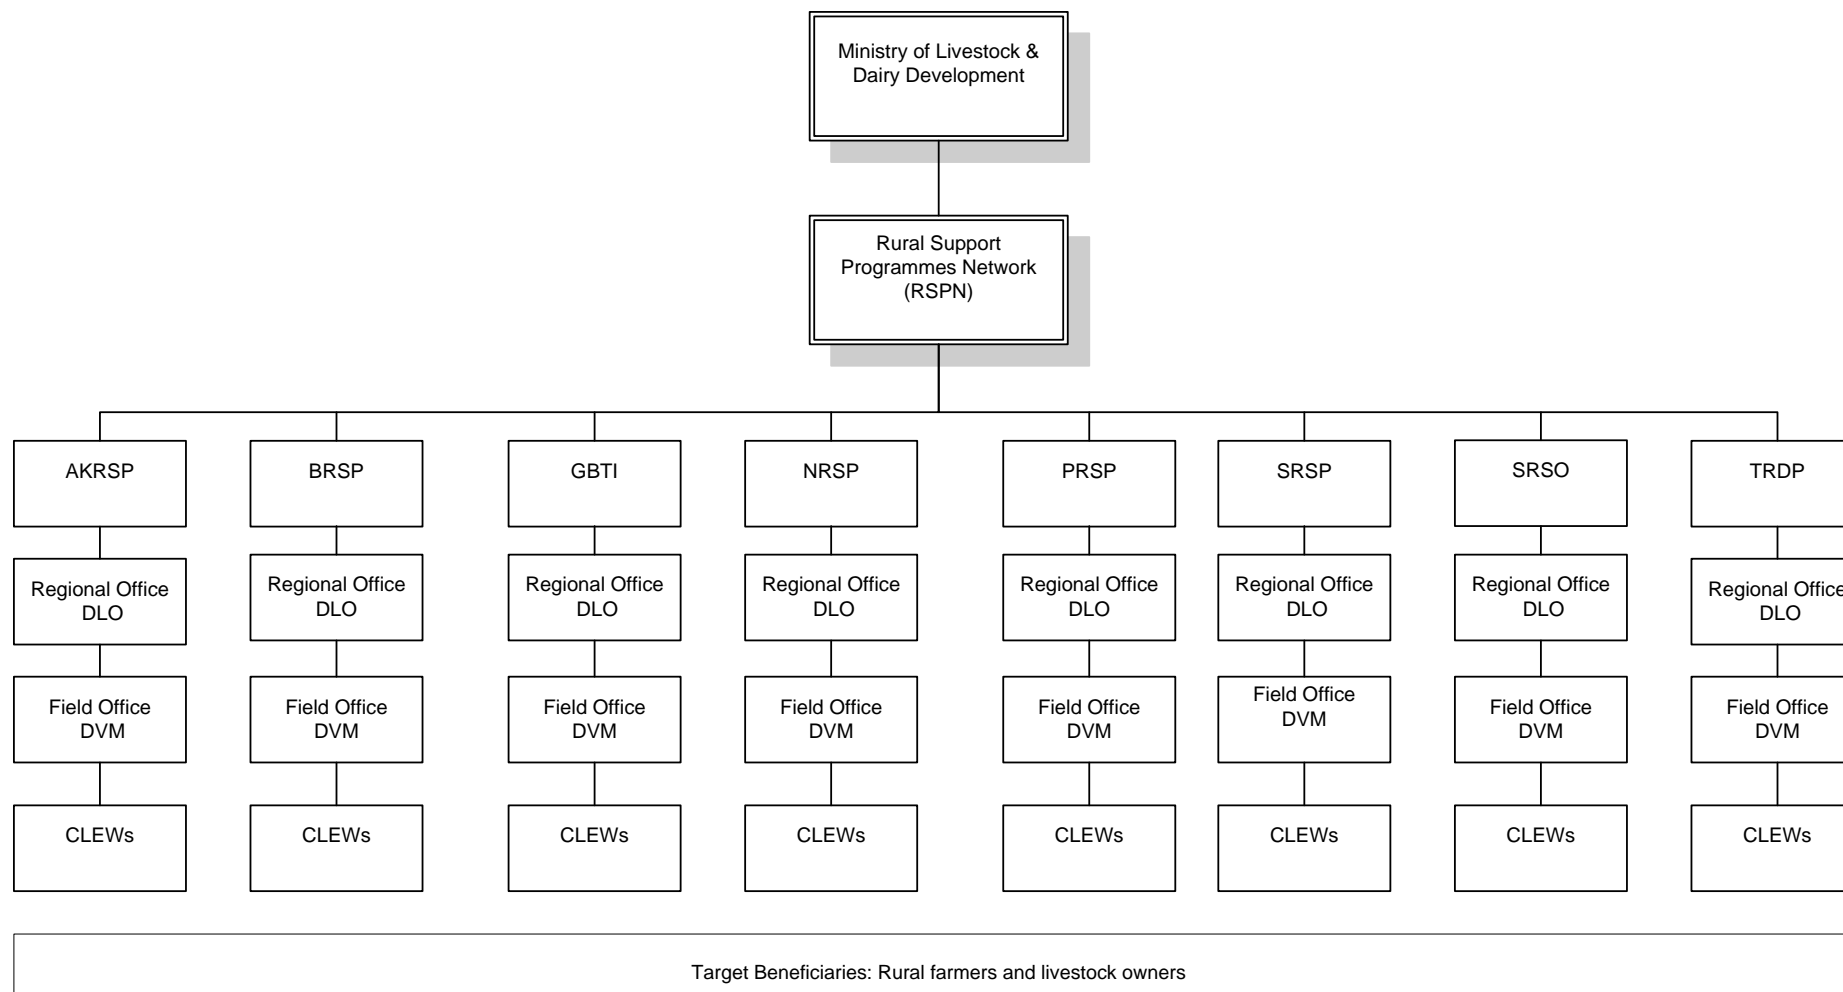 Ministry of Livestock &
Dairy Development
Rural Support
Programmes Network
(RSPN)
AKRSP
BRSP
GBTI
NRSP
PRSP
SRSP
SRSO
TRDP
Regional Office
DLO
Regional Office
DLO
Regional Office
DLO
Regional Office
DLO
Regional Office
DLO
Regional Office
DLO
Regional Office
DLO
Regional Office
DLO
Field Office
DVM
Field Office
DVM
Field Office
DVM
Field Office
DVM
Field Office
DVM
Field Office
DVM
Field Office
DVM
Field Office
DVM
CLEWs
CLEWs
CLEWs
CLEWs
CLEWs
CLEWs
CLEWs
CLEWs
Target Beneficiaries: Rural farmers and livestock owners